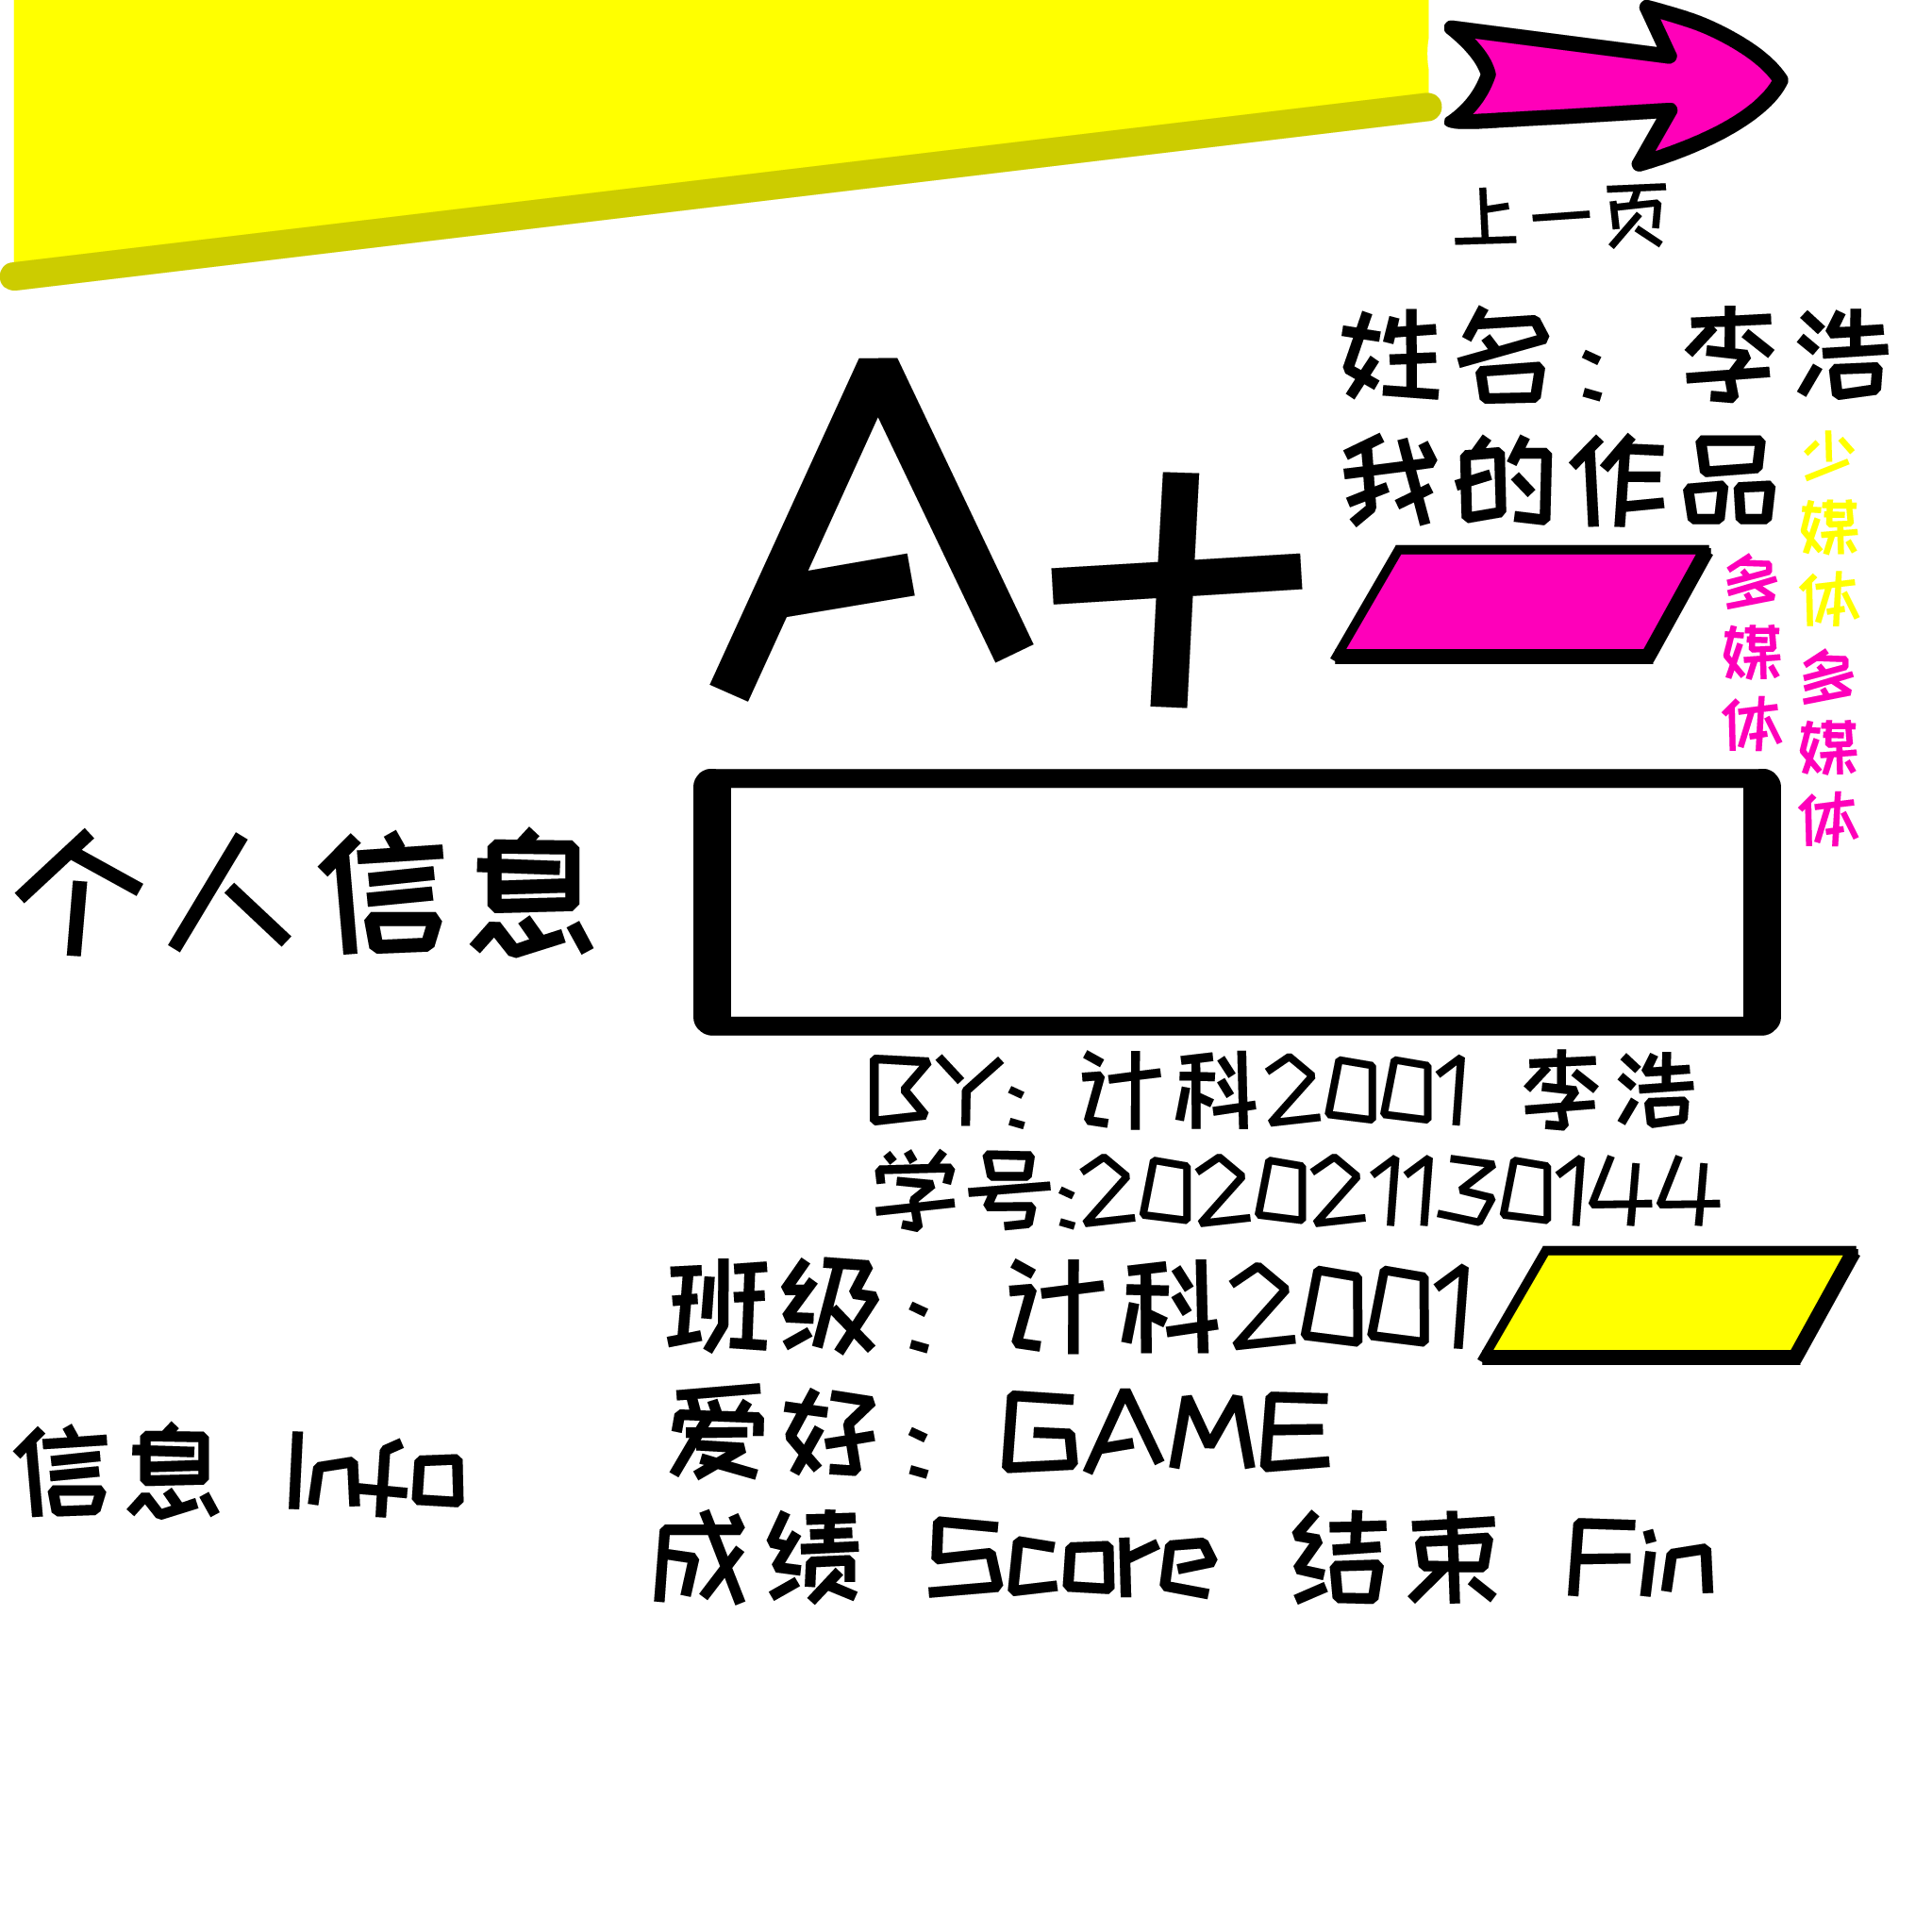 上一页
姓名：李浩
我的作品
少媒体
多媒体
多媒体
A+
个人信息
BY：计科2001 李浩
学号:2020211130144
班级：计科2001
爱好：GAME
信息 Info
成绩 Score 结束 Fin